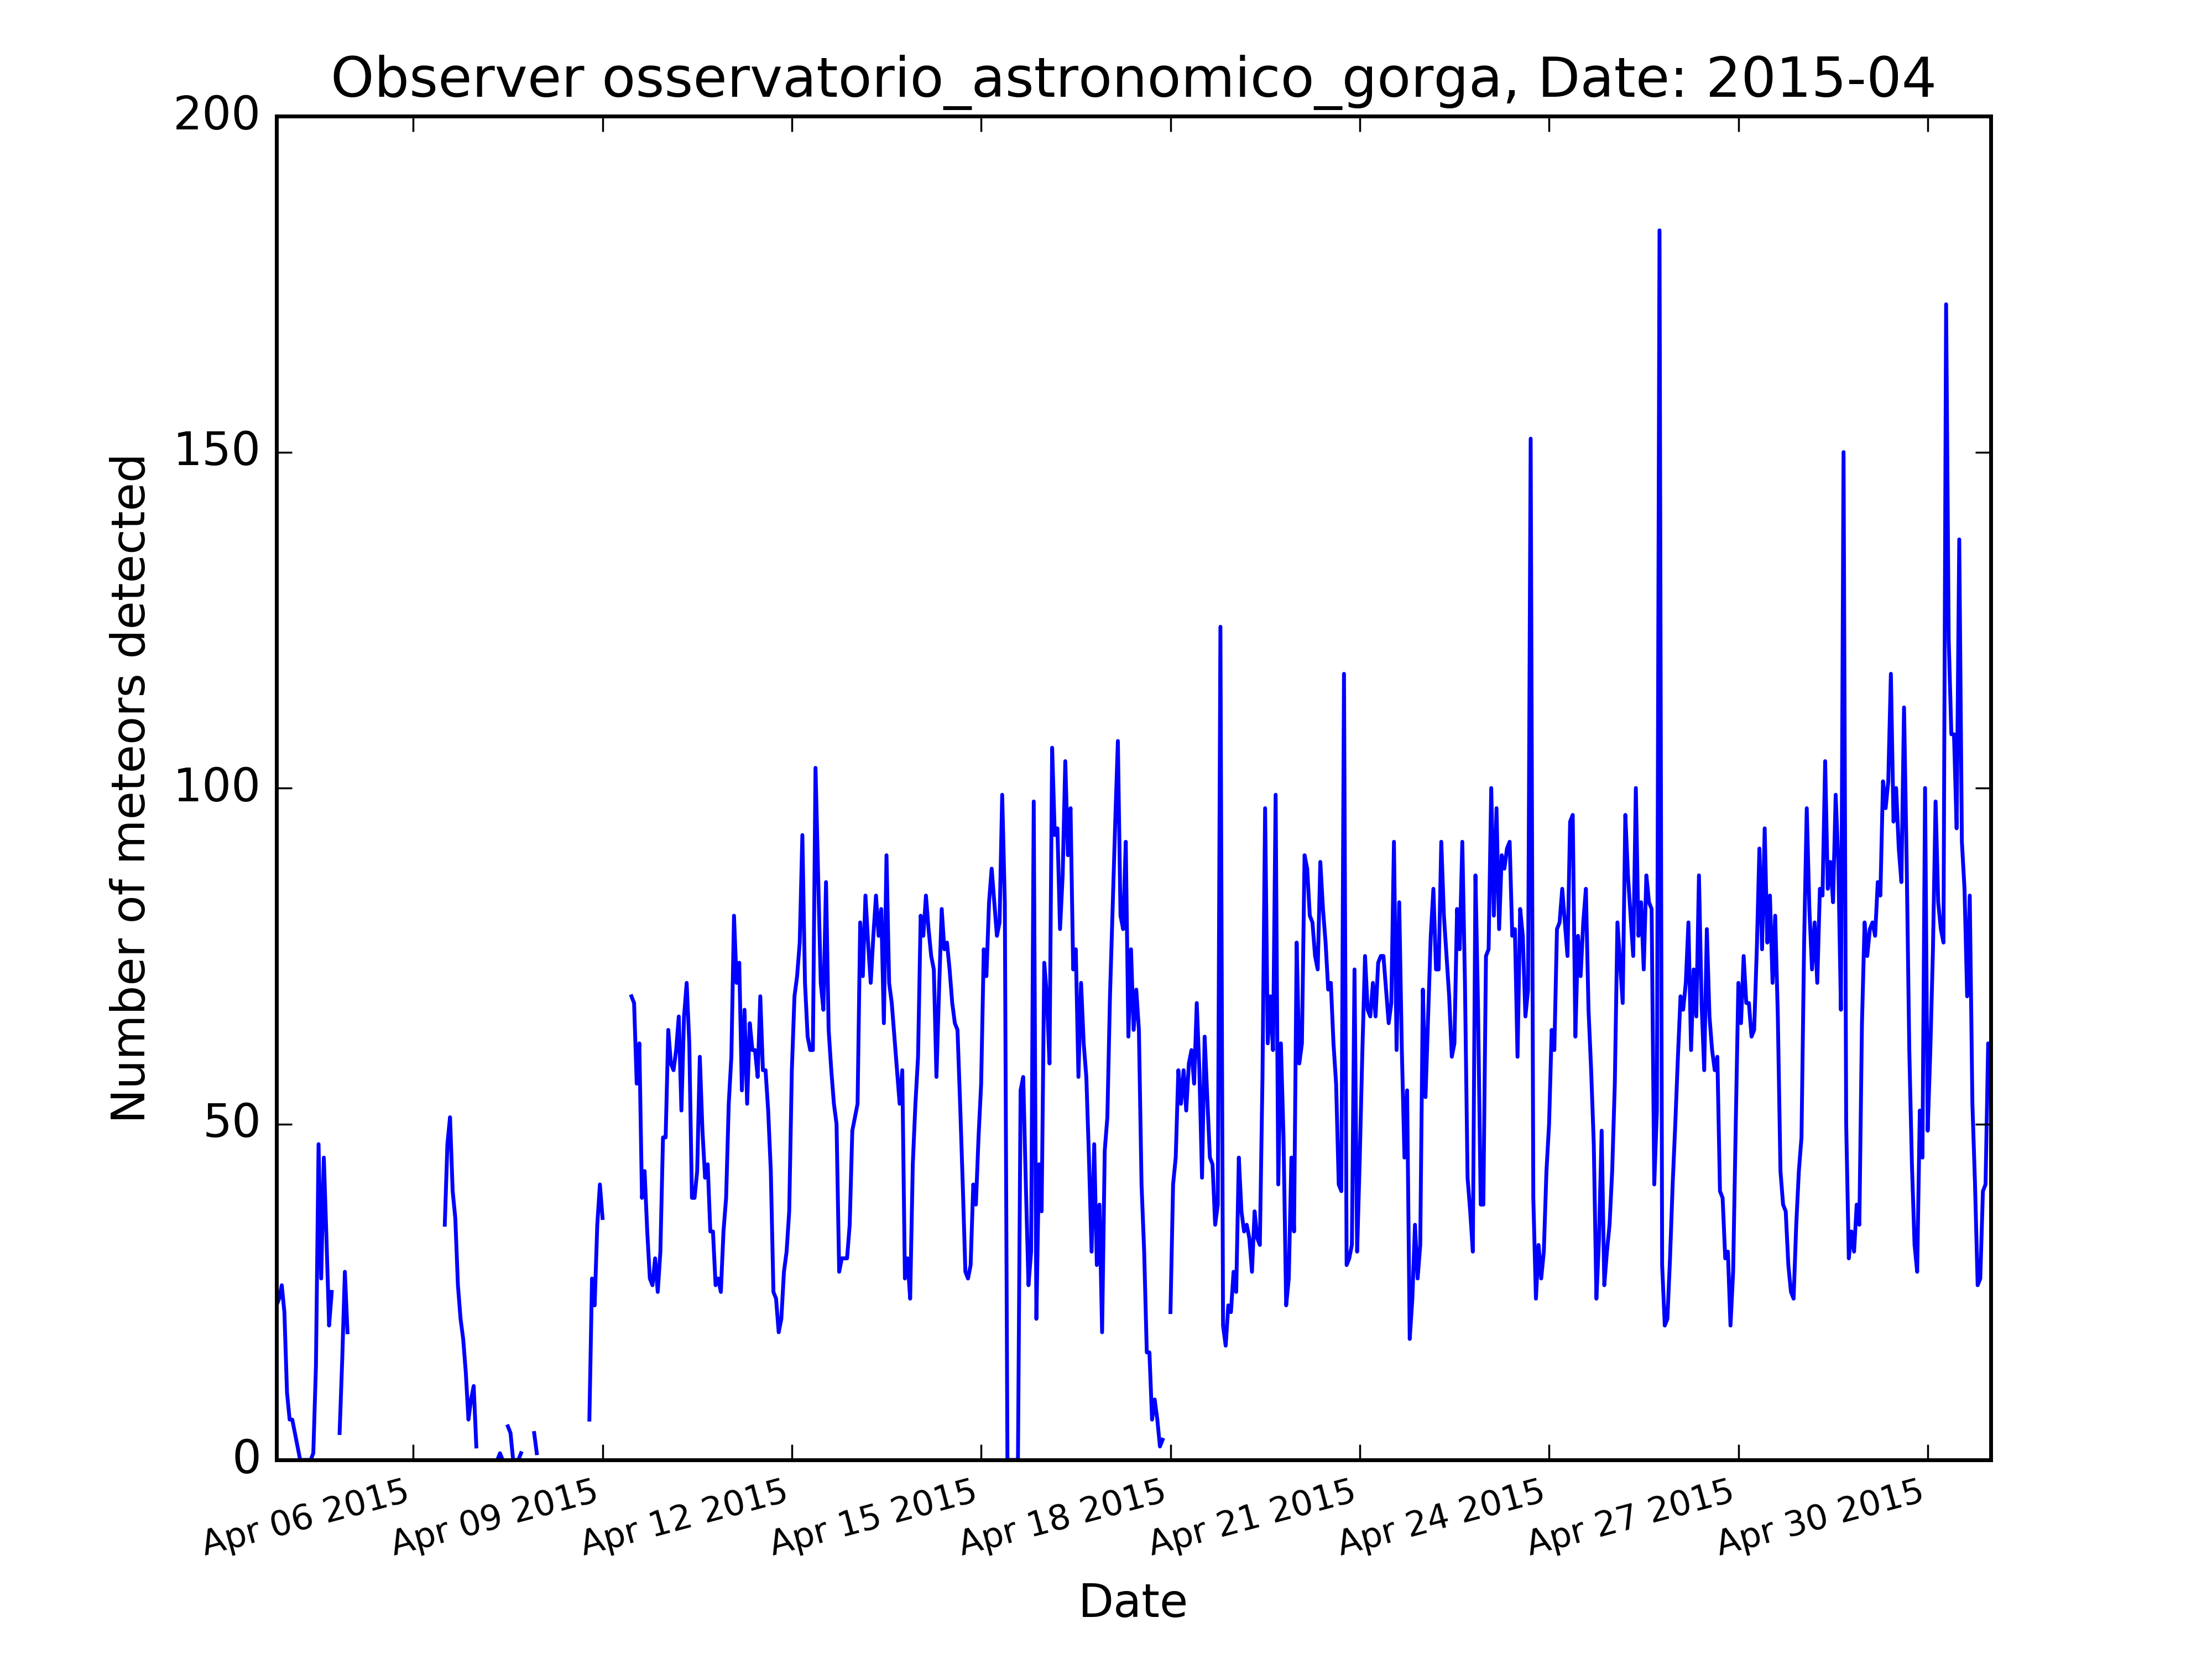 Observer osservatorio_astronomico_gorga, Date: 2015-04
Number of meteors detected
200
150
100
50
0
Apr 06 2015
Apr 09 2015
Apr 12 2015
Apr 15 2015
Apr 18 2015
Apr 21 2015
Apr 24 2015
Apr 27 2015
Apr 30 2015
Date